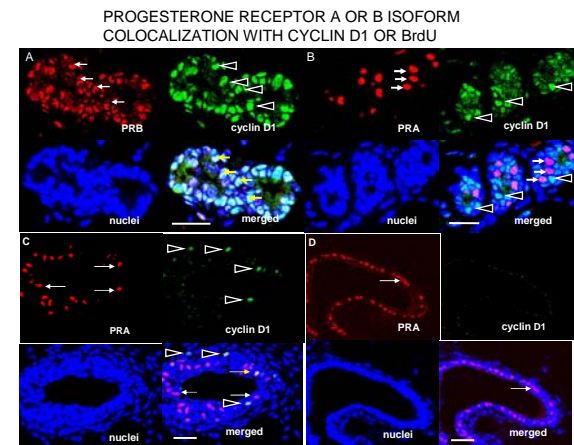 PROGESTERONE RECEPTOR A OR B ISOFORM
COLOCALIZATION WITH CYCLIN D1 OR BrdU
A
PRB
cyclin D1
nuclei
merged
B
PRA
cyclin D1
nuclei
merged
C
PRA
cyclin D1
nuclei
merged
D
PRA
cyclin D1
nuclei
merged